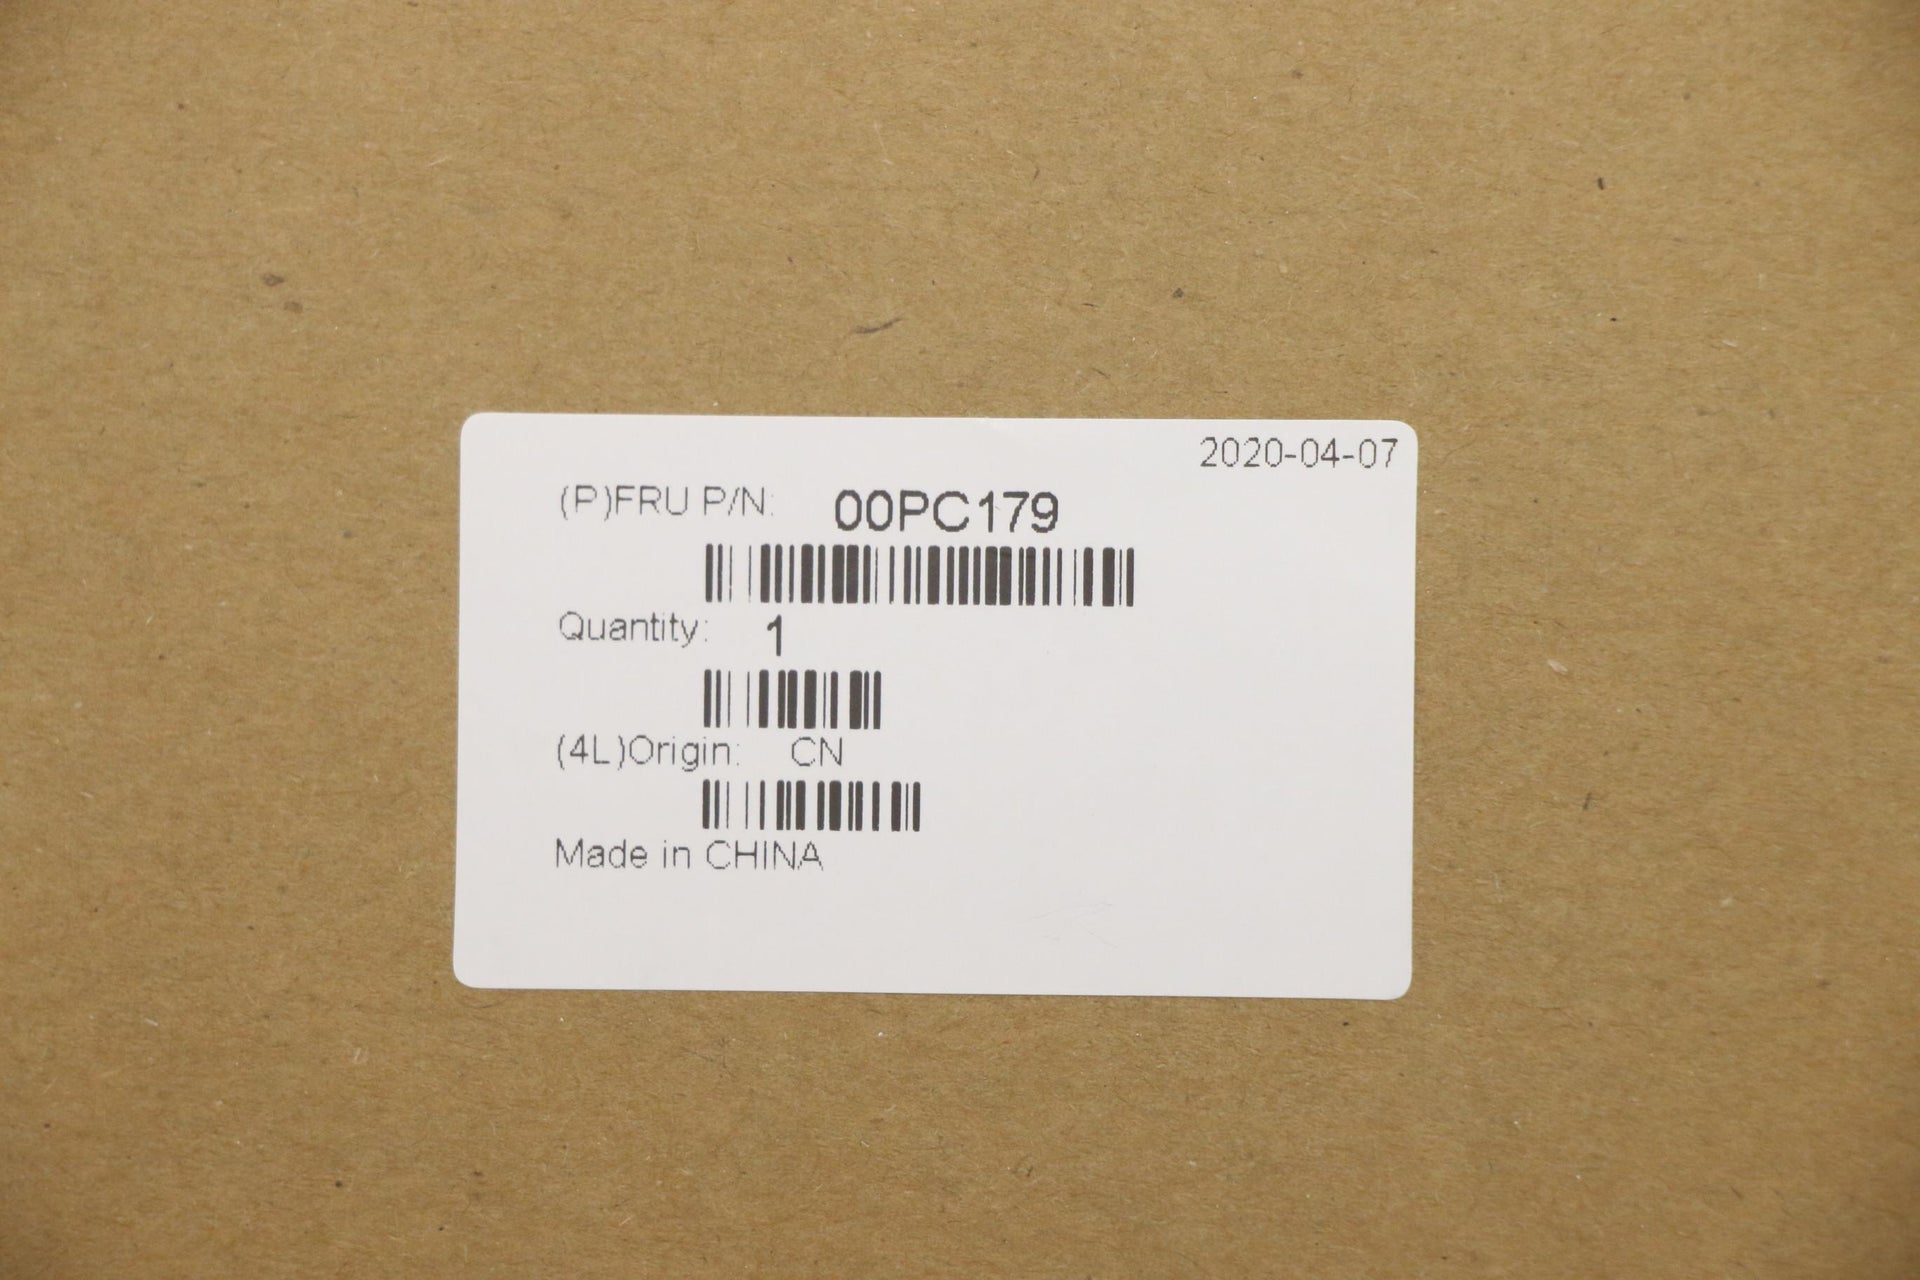 2020-04-07
(P)FRU P/N: 00PC179
Quantity: 1
(4L)Origin: CN
Made in CHINA